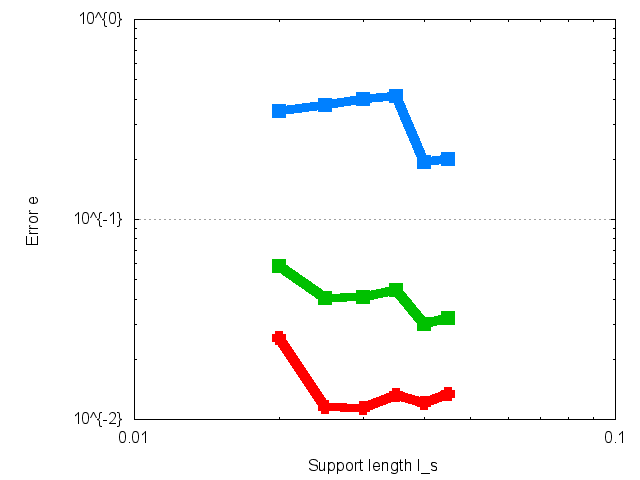 10^{0}
10^{-1}
10^{-2}
Error e
0.01
0.1
Support length l_s